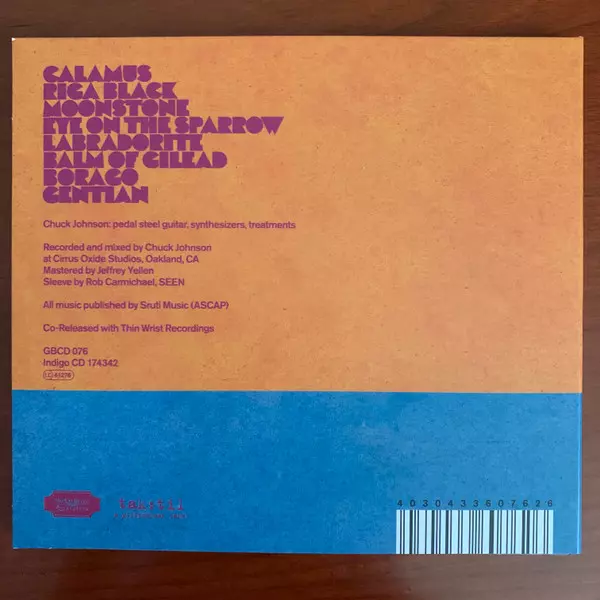 CALAMUS
RIGA BLACK
MOONSTONE
EYE ON THE SPARROW
LABRADORITE
BALM OF GILEAD
BORAGO
GENTIAN
Chuck Johnson: pedal steel guitar, synthesizers, treatments
Recorded and mixed by Chuck Johnson
at Cirrus Oxide Studios, Oakland, CA
Mastered by Jeffrey Yellen
Sleeve by Rob Carmichael, SEEN
All music published by Sruti Music (ASCAP)
Co-Released with Thin Wrist Recordings
GBCD 076
Indigo CD 174342
4030433607626